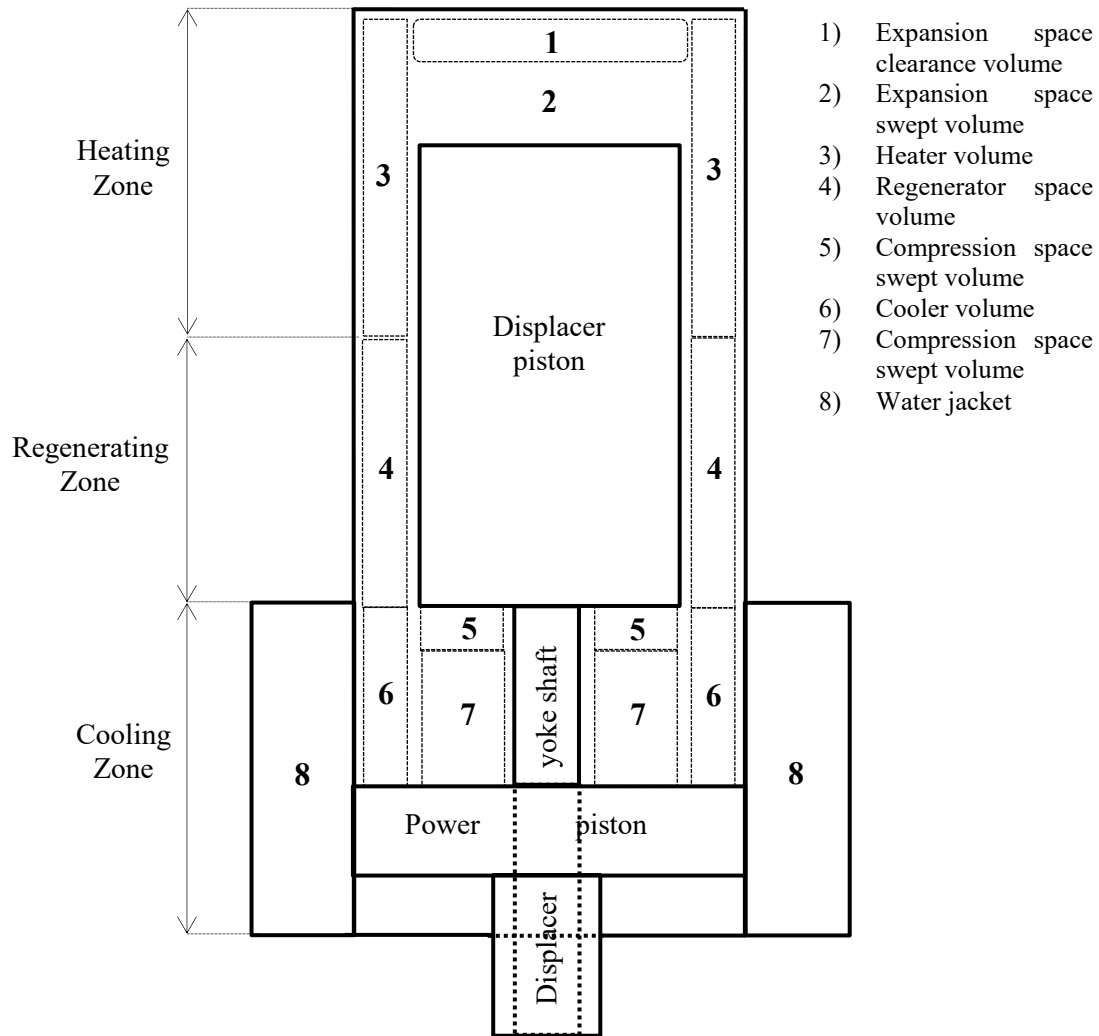 1) Expansion space
clearance volume
2) Expansion space
swept volume
3) Heater volume
4) Regenerator space
volume
5) Compression space
swept volume
6) Cooler volume
7) Compression space
swept volume
8) Water jacket
Heating
Zone
Regenerating
Zone
Cooling
Zone
1
2
3
3
Displacer
piston
4
4
5
5
6
7
7
6
8
8
yoke shaft
Power piston
Displacer